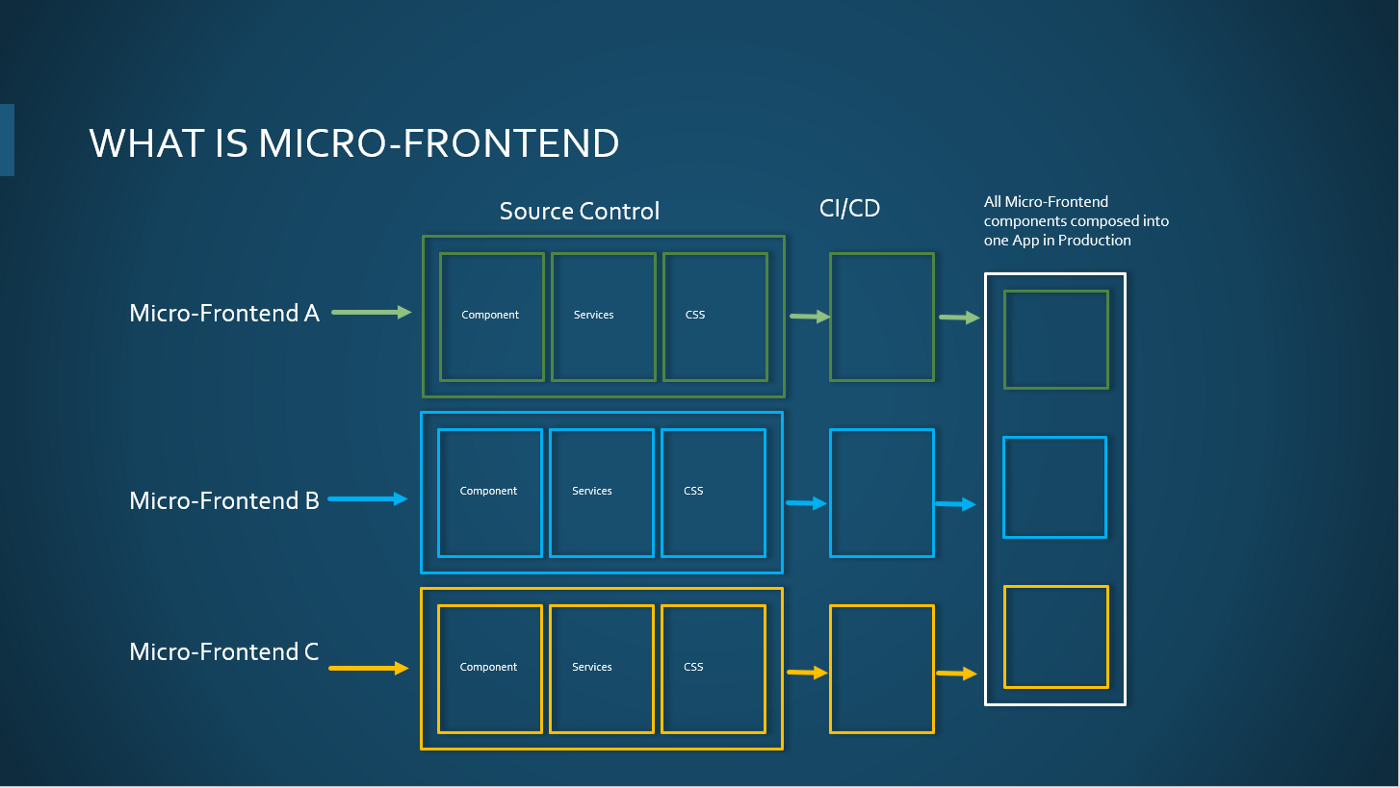 WHAT IS MICRO-FRONTEND
Source Control
CI/CD
All Micro-Frontend
components composed into
one App in Production
Micro-Frontend A
Component
Services
CSS
Micro-Frontend B
Component
Services
CSS
Micro-Frontend C
Component
Services
CSS